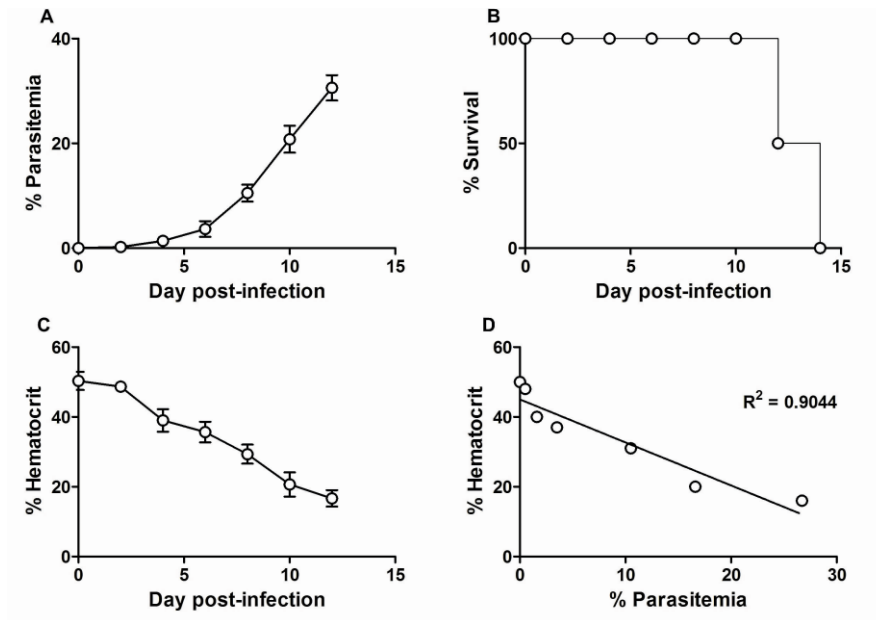 A
40
20
0
% Parasitemia
0 5 10 15
Day post-infection
B
100
50
0
% Survival
0 5 10 15
Day post-infection
C
60
40
20
0
% Hematocrit
0 5 10 15
Day post-infection
D
60
40
20
0
% Hematocrit
R² = 0.9044
0 10 20 30
% Parasitemia